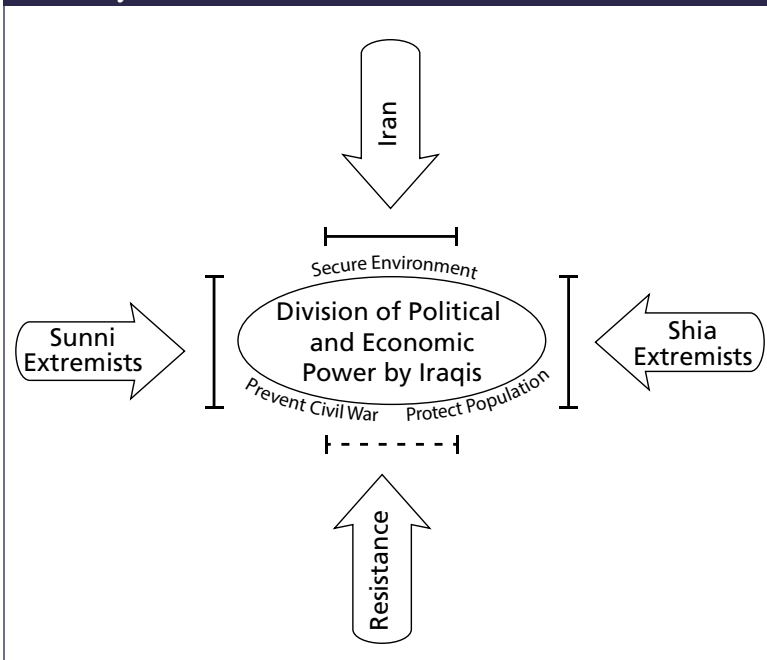 Iran
Secure Environment
Division of Political
and Economic
Power by Iraqis
Sunni
Extremists
Shia
Extremists
Prevent Civil War
Protect Population
Resistance